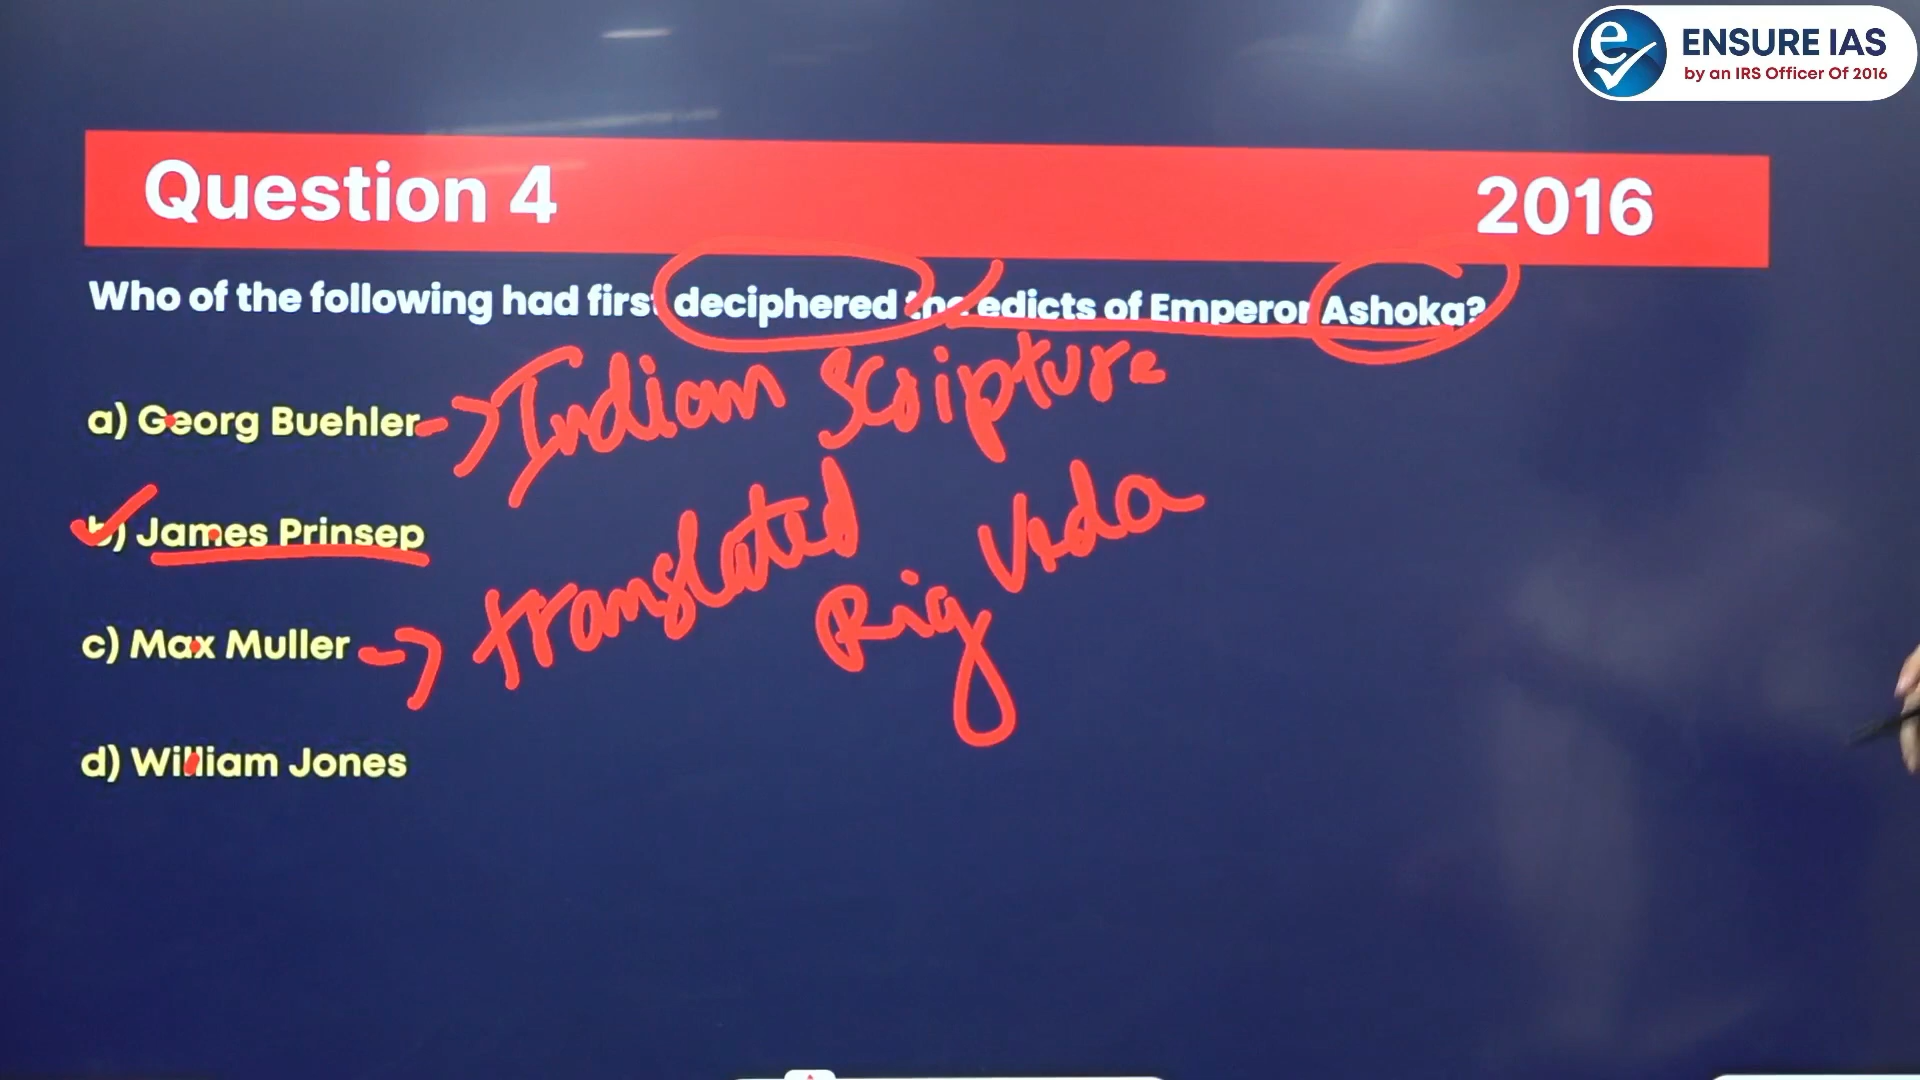 ENSURE IAS
by an IRS Officer Of 2016
Question 4 2016
Who of the following had first deciphered the edicts of Emperor Ashoka?
a) Georg Buehler -> Indian Scripture
b) James Prinsep
c) Max Muller -> translated Rig Veda
d) William Jones